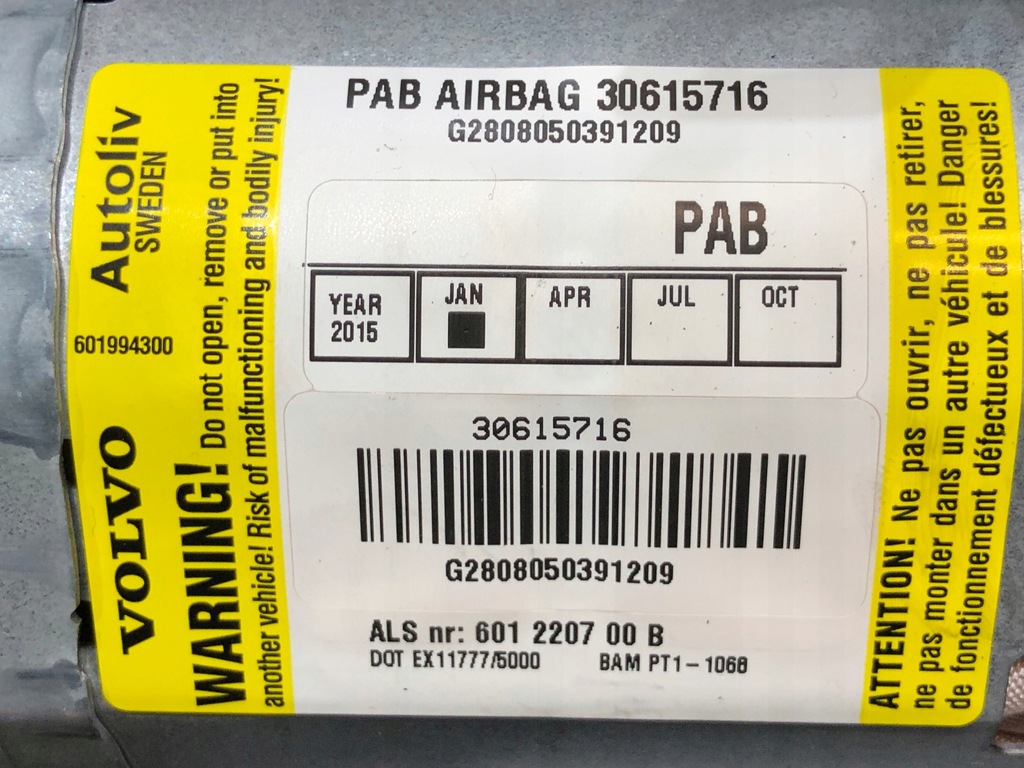 VOLVO
601994300
Autoliv
SWEDEN
WARNING! Do not open, remove or put into
another vehicle! Risk of malfunctioning and bodily injury!
PAB AIRBAG 30615716
G2808050391209
PAB
YEAR
2015
JAN
APR
JUL
OCT
30615716
G2808050391209
ALS nr: 601 2207 00 B
DOT EX11777/5000
BAM PT1-1068
ATTENTION! Ne pas ouvrir, ne pas retirer,
ne pas monter dans un autre véhicule! Danger
de fonctionnement défectueux et de blessures!